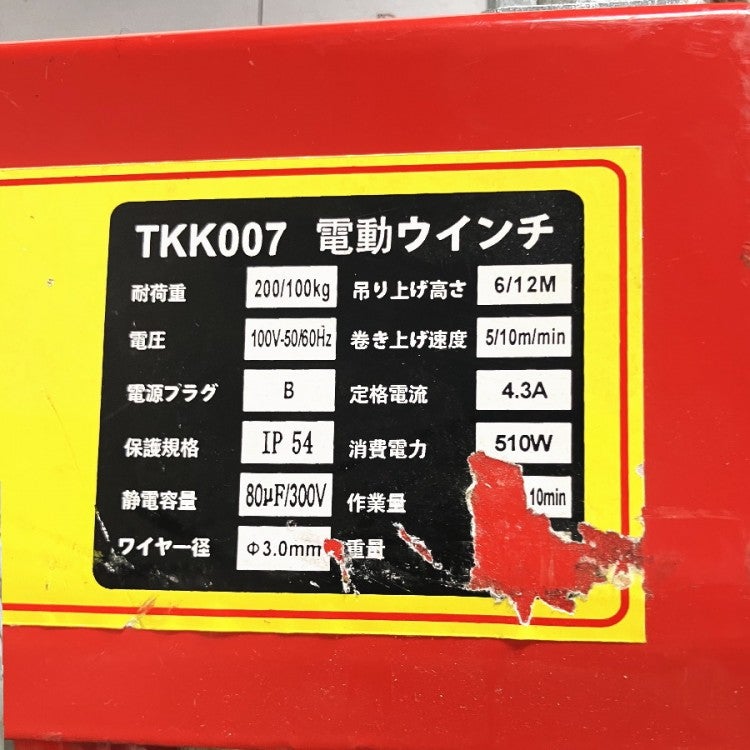 TKK007 電動ウインチ
耐荷重 200/100kg 吊り上げ高さ 6/12M
電圧 100V-50/60Hz 巻き上げ速度 5/10m/min
電源プラグ B 定格電流 4.3A
保護規格 IP 54 消費電力 510W
静電容量 80μF/300V 作業量 10min
ワイヤー径 Φ3.0mm 重量